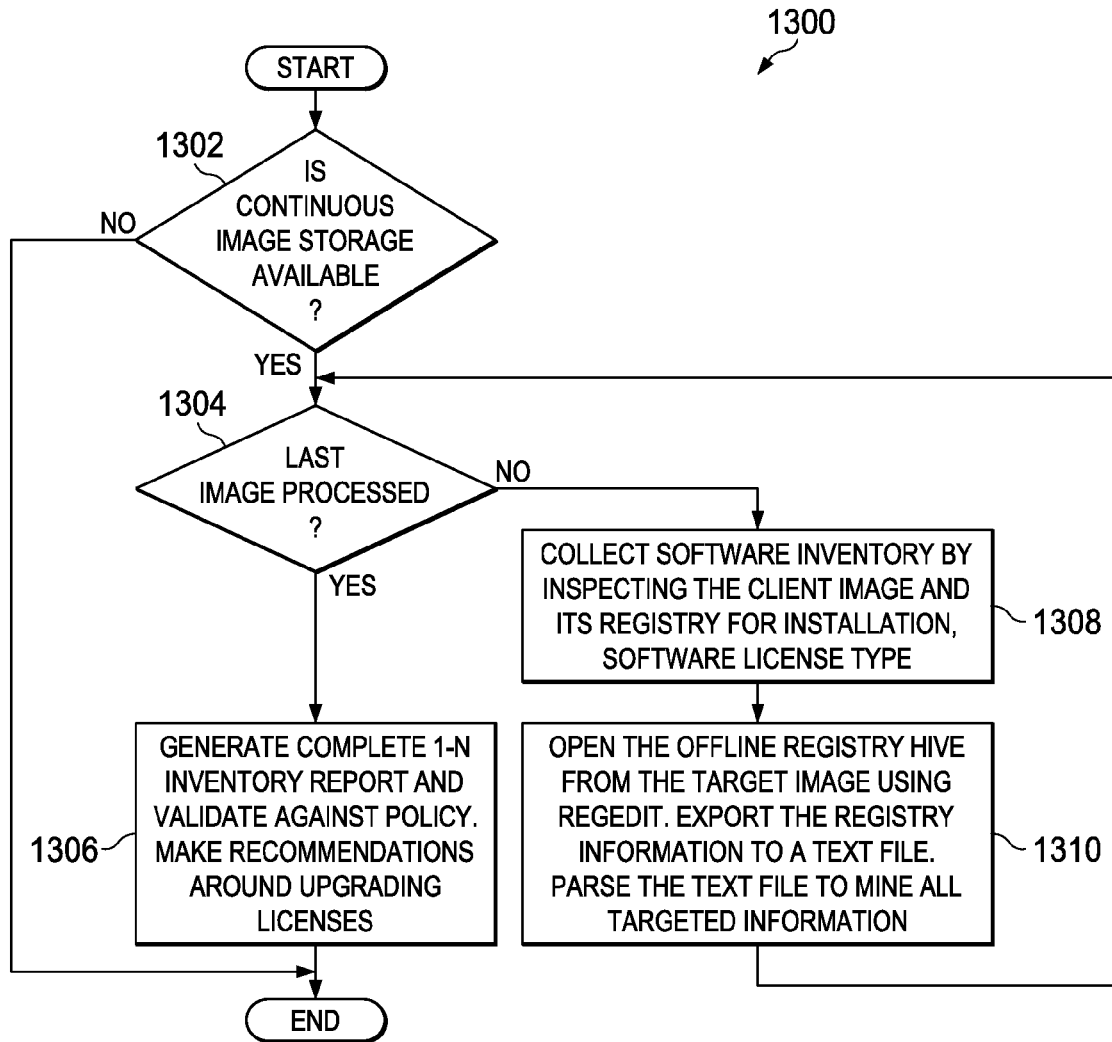 1300
START
1302
IS
CONTINUOUS
IMAGE STORAGE
AVAILABLE
?
NO
YES
1304
LAST
IMAGE PROCESSED
?
NO
YES
COLLECT SOFTWARE INVENTORY BY
INSPECTING THE CLIENT IMAGE AND
ITS REGISTRY FOR INSTALLATION,
SOFTWARE LICENSE TYPE
1308
GENERATE COMPLETE 1-N
INVENTORY REPORT AND
VALIDATE AGAINST POLICY.
MAKE RECOMMENDATIONS
AROUND UPGRADING
LICENSES
1306
OPEN THE OFFLINE REGISTRY HIVE
FROM THE TARGET IMAGE USING
REGEDIT. EXPORT THE REGISTRY
INFORMATION TO A TEXT FILE.
PARSE THE TEXT FILE TO MINE ALL
TARGETED INFORMATION
1310
END